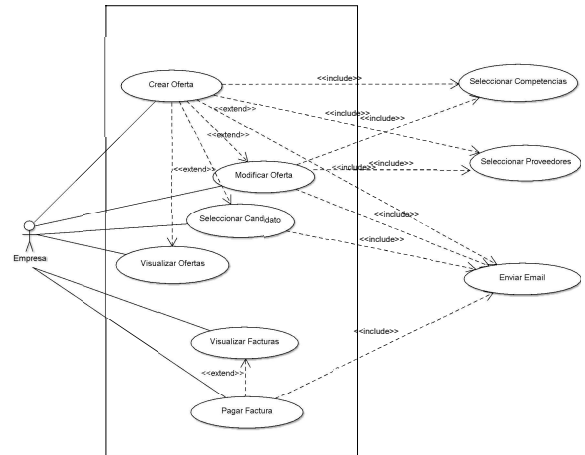 Crear Oferta
<<include>>
Seleccionar Competencias
<<extend>>
<<include>>
<<include>>
<<extend>>
<<extend>>
Modificar Oferta
<<include>>
<<include>>
Seleccionar Proveedores
Seleccionar Candidato
<<include>>
<<include>>
Empresa
Visualizar Ofertas
Enviar Email
Visualizar Facturas
<<include>>
<<extend>>
Pagar Factura